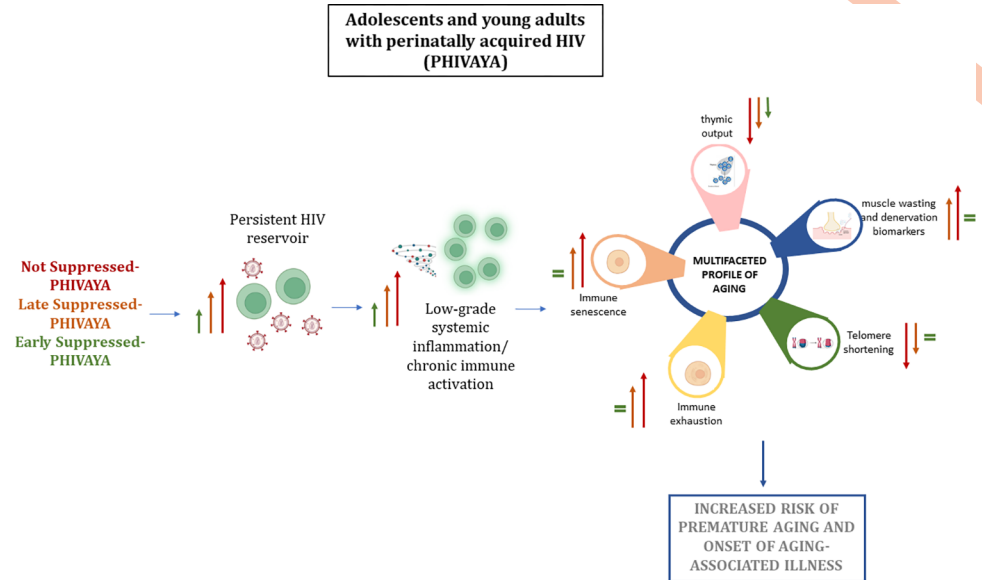 Adolescents and young adults
with perinatally acquired HIV
(PHIVAYA)
thymic
output
muscle wasting
and denervation
biomarkers
=
Persistent HIV
reservoir
Not Suppressed-
PHIVAYA
Late Suppressed-
PHIVAYA
Early Suppressed-
PHIVAYA
Low-grade
systemic
inflammation/
chronic immune
activation
=
Immune
senescence
MULTIFACETED
PROFILE OF
AGING
Telomere
shortening
=
=
Immune
exhaustion
INCREASED RISK OF
PREMATURE AGING AND
ONSET OF AGING-
ASSOCIATED ILLNESS